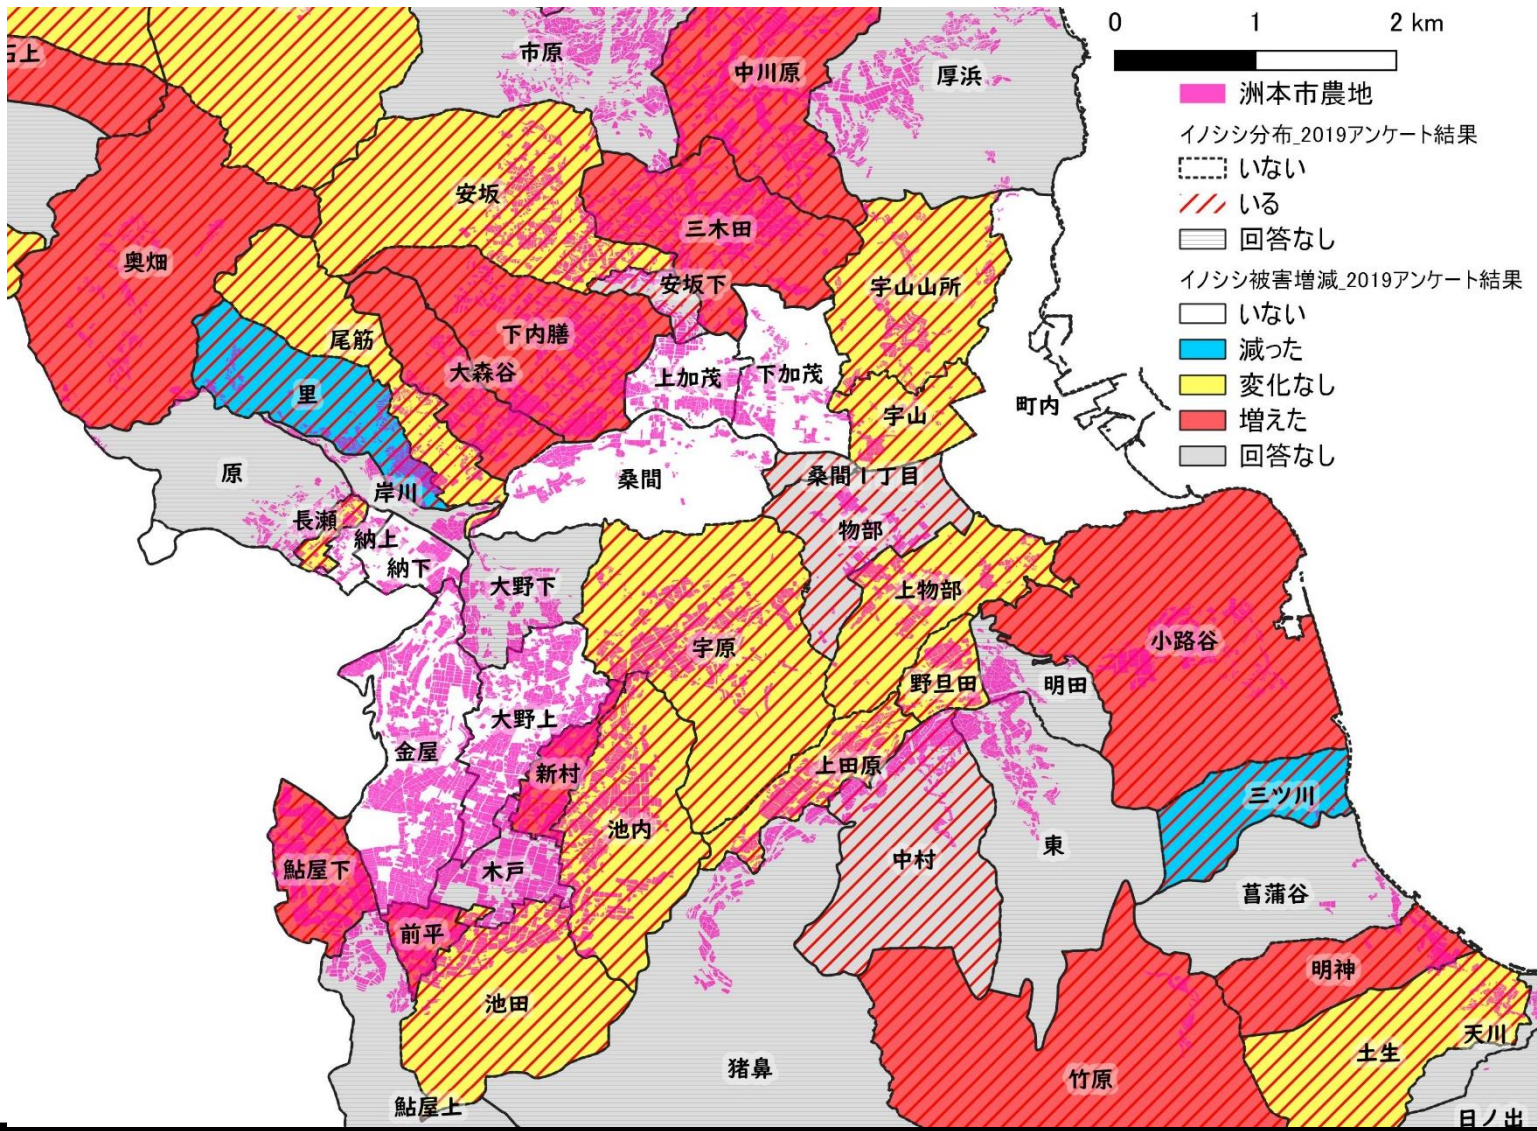 0 1 2 km
洲本市農地
イノシシ分布_2019アンケート結果
いない
いる
回答なし
イノシシ被害増減_2019アンケート結果
いない
減った
変化なし
増えた
回答なし
石上
市原
中川原
厚浜
安坂
三木田
奥畑
安坂下
宇山山所
尾筋
下内膳
大森谷
上加茂
下加茂
里
宇山
町内
原
岸川
桑間
桑間1丁目
長瀬
納上
納下
物部
大野下
上物部
宇原
小路谷
野旦田
明田
大野上
金屋
新村
上田原
三ツ川
池内
鮎屋下
木戸
中村
東
菖蒲谷
前平
明神
池田
天川
土生
猪鼻
竹原
鮎屋上
日ノ出